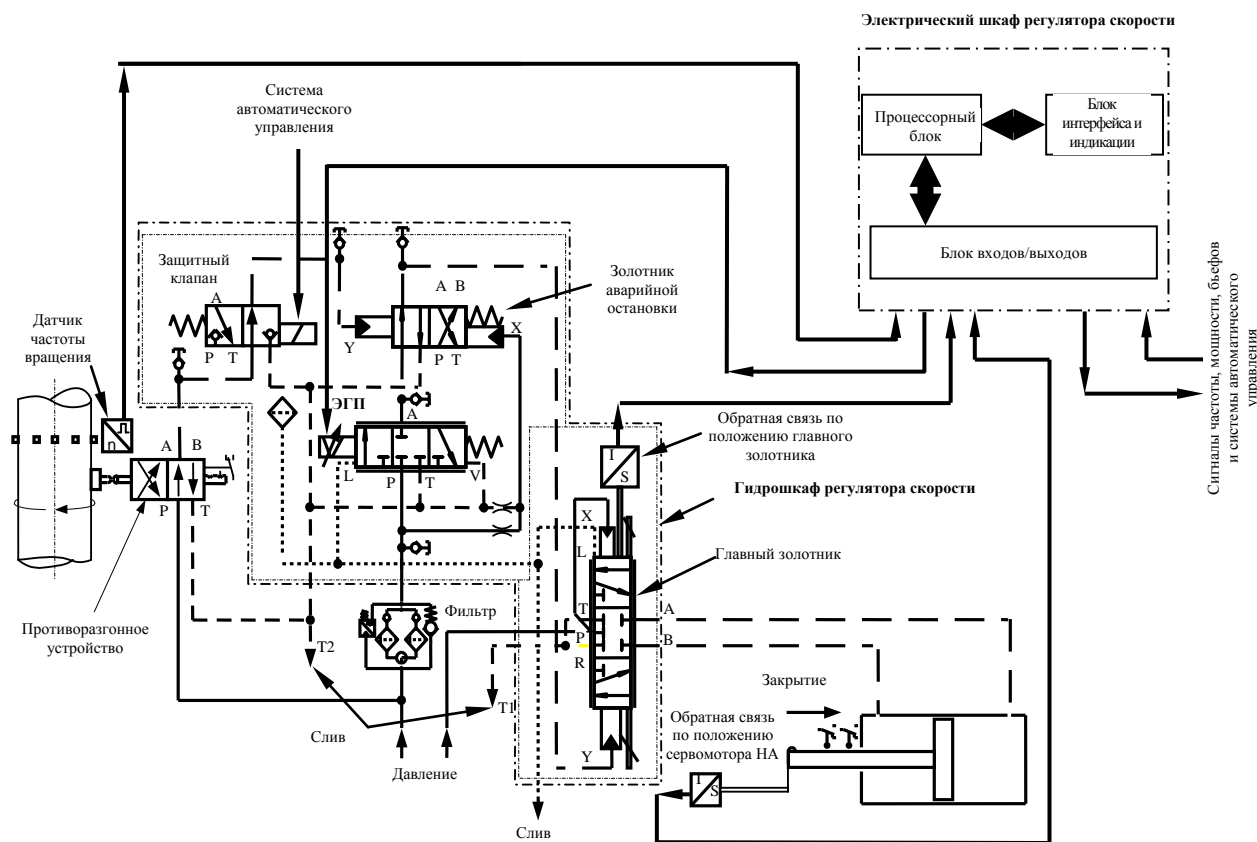 Электрический шкаф регулятора скорости
Процессорный
блок
Блок
интерфейса и
индикации
Блок входов/выходов
Сигналы частоты, мощности, бьефов
и системы автоматического
управления
Система
автоматического
управления
Защитный
клапан
A
P T
Датчик
частоты
вращения
n
A B
P T
Противоразгонное
устройство
A B
Y
X
P T
Золотник
аварийной
остановки
ЭГП
A
L
P T
V
Обратная связь по
положению главного
золотника
I
S
Гидрошкаф регулятора скорости
X
L
Главный золотник
T
A
P
B
R
Y
Фильтр
T2
T1
Слив
Давление
Слив
Закрытие
Обратная связь
по положению
сервомотора НА
I
S